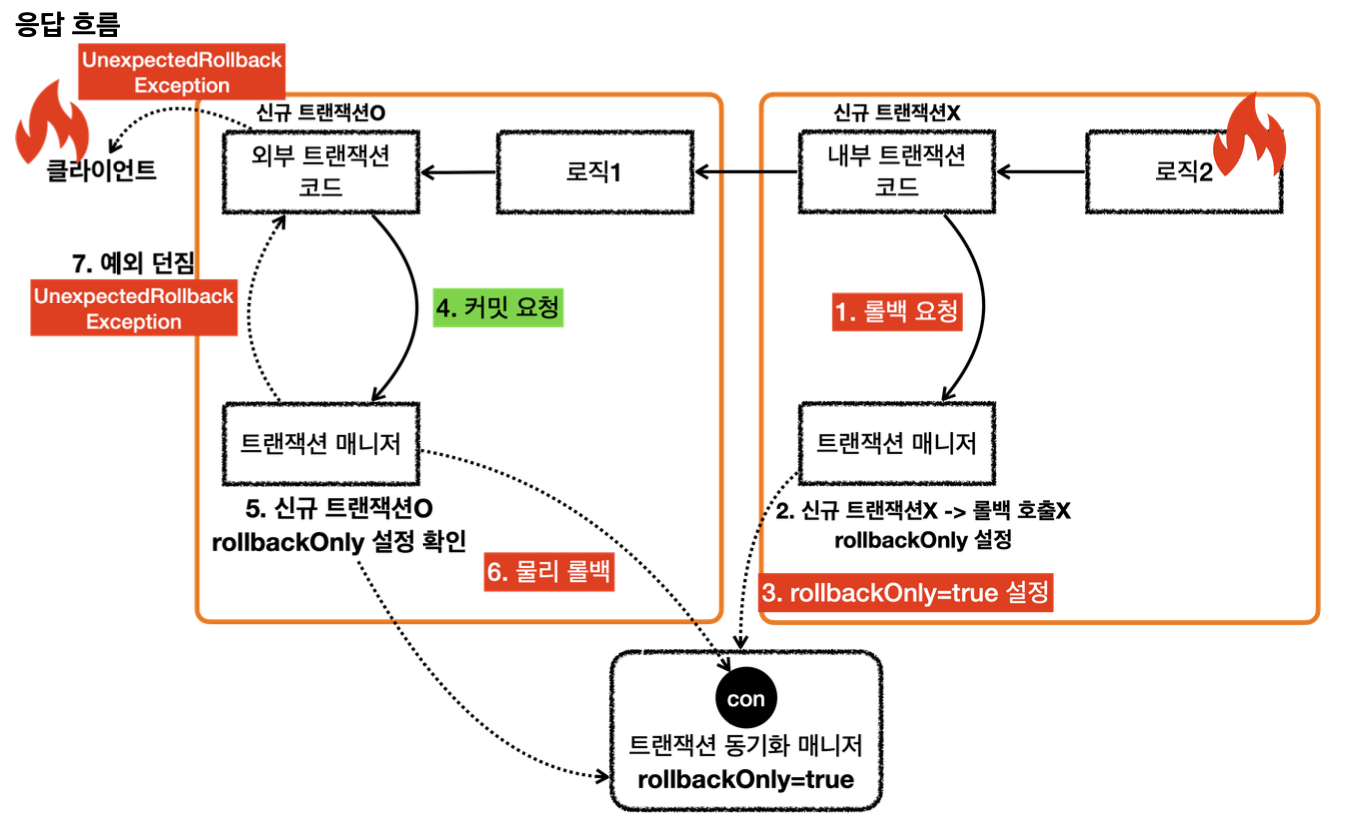 응답 흐름
UnexpectedRollback
Exception
클라이언트
신규 트랜잭션O
외부 트랜잭션
코드
로직1
신규 트랜잭션X
내부 트랜잭션
코드
로직2
7. 예외 던짐
UnexpectedRollback
Exception
4. 커밋 요청
1. 롤백 요청
트랜잭션 매니저
5. 신규 트랜잭션O
rollbackOnly 설정 확인
6. 물리 롤백
트랜잭션 매니저
2. 신규 트랜잭션X -> 롤백 호출X
rollbackOnly 설정
3. rollbackOnly=true 설정
con
트랜잭션 동기화 매니저
rollbackOnly=true